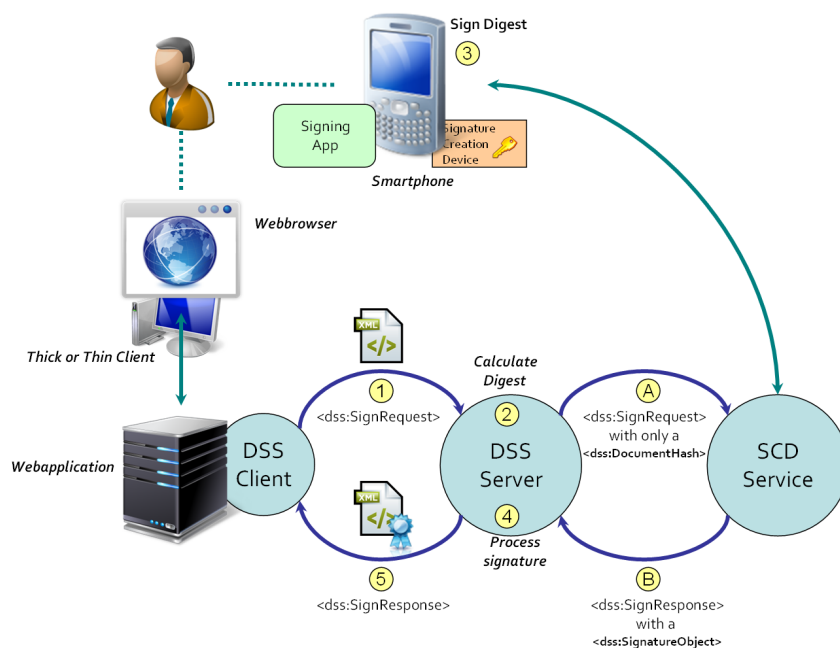 Sign Digest
3
Signing
App
Signature
Creation
Device
Smartphone
Webbrowser
Thick or Thin Client
XML
</>
1
<dss:SignRequest>
Calculate
Digest
2
A
<dss:SignRequest>
with only a
<dss:DocumentHash>
Webapplication
DSS
Client
DSS
Server
SCD
Service
XML
</>
4
Process
signature
5
<dss:SignResponse>
B
<dss:SignResponse>
with a
<dss:SignatureObject>